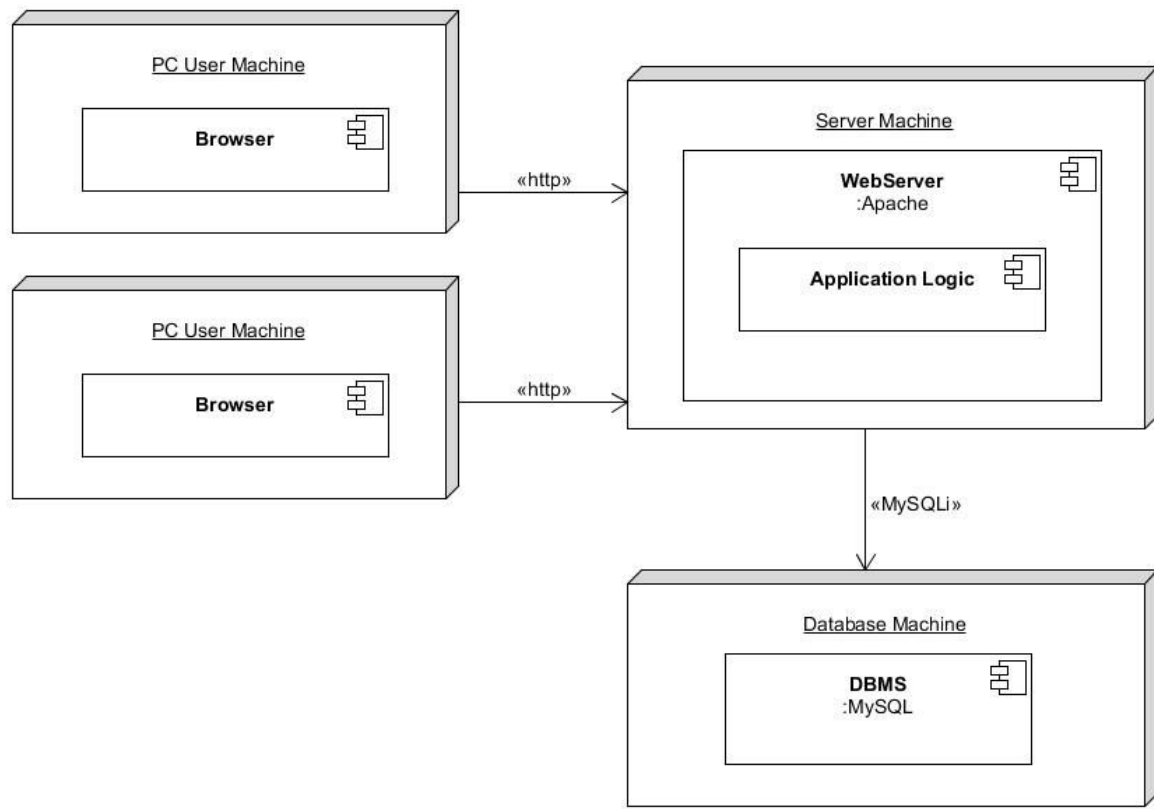 PC User Machine
Browser
«http»
PC User Machine
Browser
«http»
Server Machine
WebServer
:Apache
Application Logic
«MySQLi»
Database Machine
DBMS
:MySQL